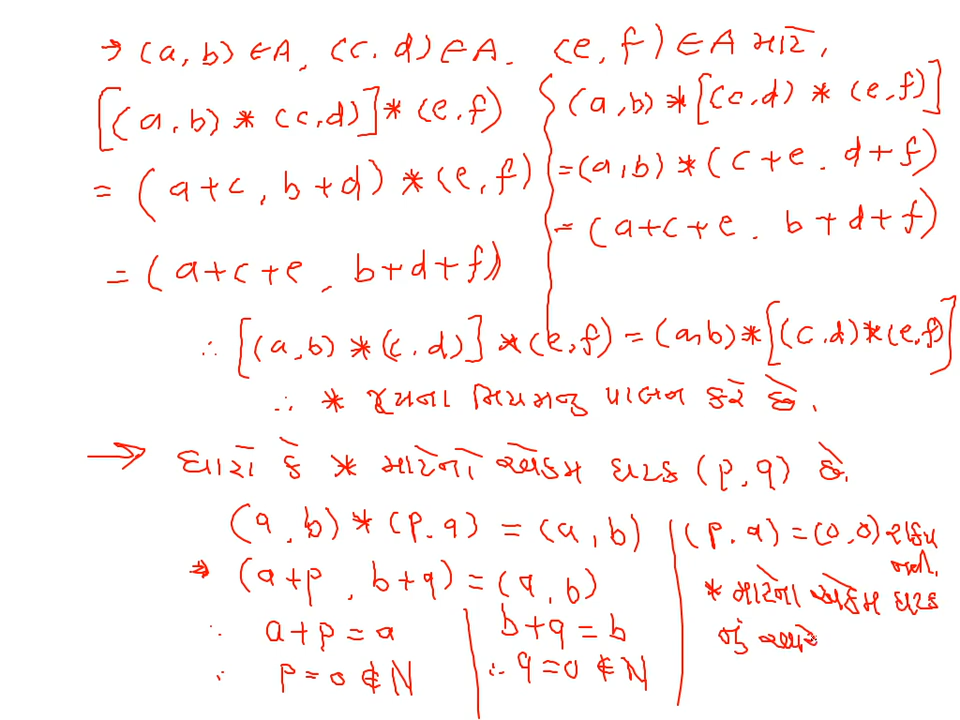 → (a, b) ∈ A, (c, d) ∈ A, (e, f) ∈ A માટે,
[(a, b) * (c, d)] * (e, f)
= (a+c, b+d) * (e, f)
= (a+c+e, b+d+f)
(a, b) * [(c, d) * (e, f)]
= (a, b) * (c+e, d+f)
= (a+c+e, b+d+f)
∴ [(a, b) * (c, d)] * (e, f) = (a, b) * [(c, d) * (e, f)]
∴ * જૂથના નિયમનુ પાલન કરે છે.
→ ધારો કે * માટેનો એકમ ઘટક (p, q) છે.
(a, b) * (p, q) = (a, b)
⇒ (a+p, b+q) = (a, b)
∴ a+p = a
∴ p = 0 ∉ N
b+q = b
∴ q = 0 ∉ N
(p, q) = (0, 0) શક્ય
નથી.
* માટેના એકમ ઘટક
નું